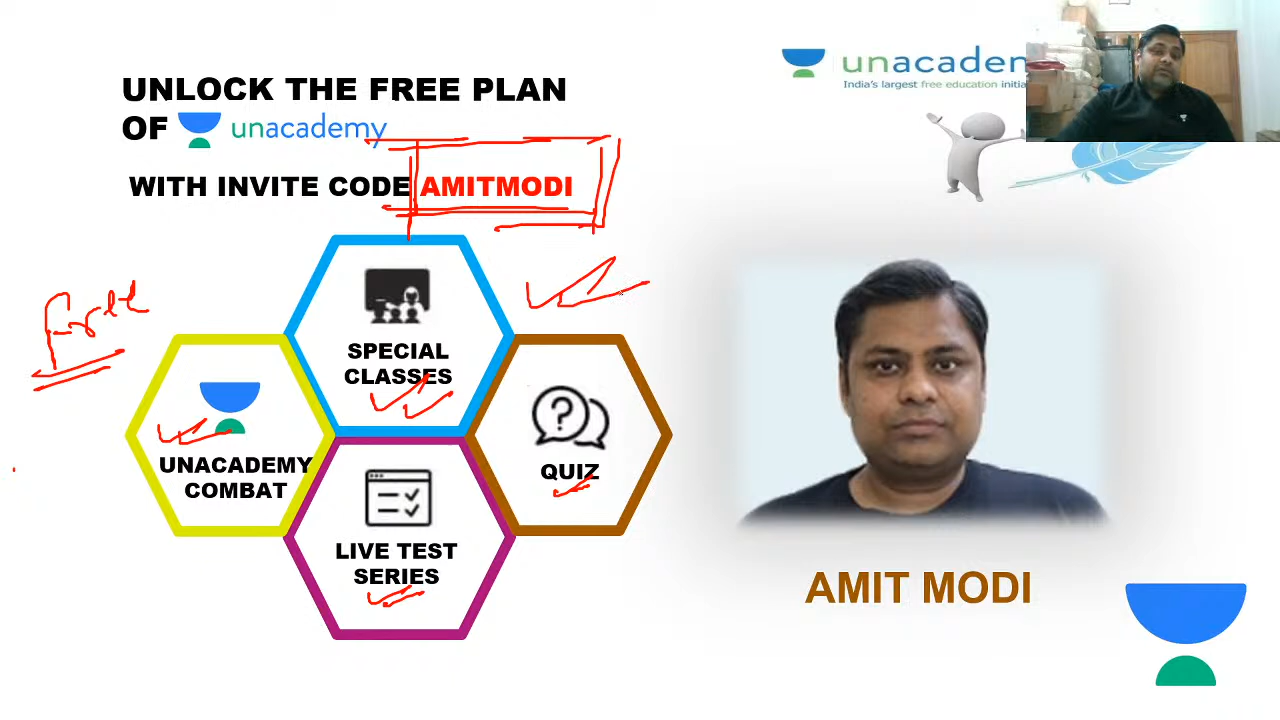 UNLOCK THE FREE PLAN
OF unacademy
WITH INVITE CODE AMITMODI
unacadem
India's largest free education initia
Free
SPECIAL
CLASSES
UNACADEMY
COMBAT
QUIZ
LIVE TEST
SERIES
AMIT MODI